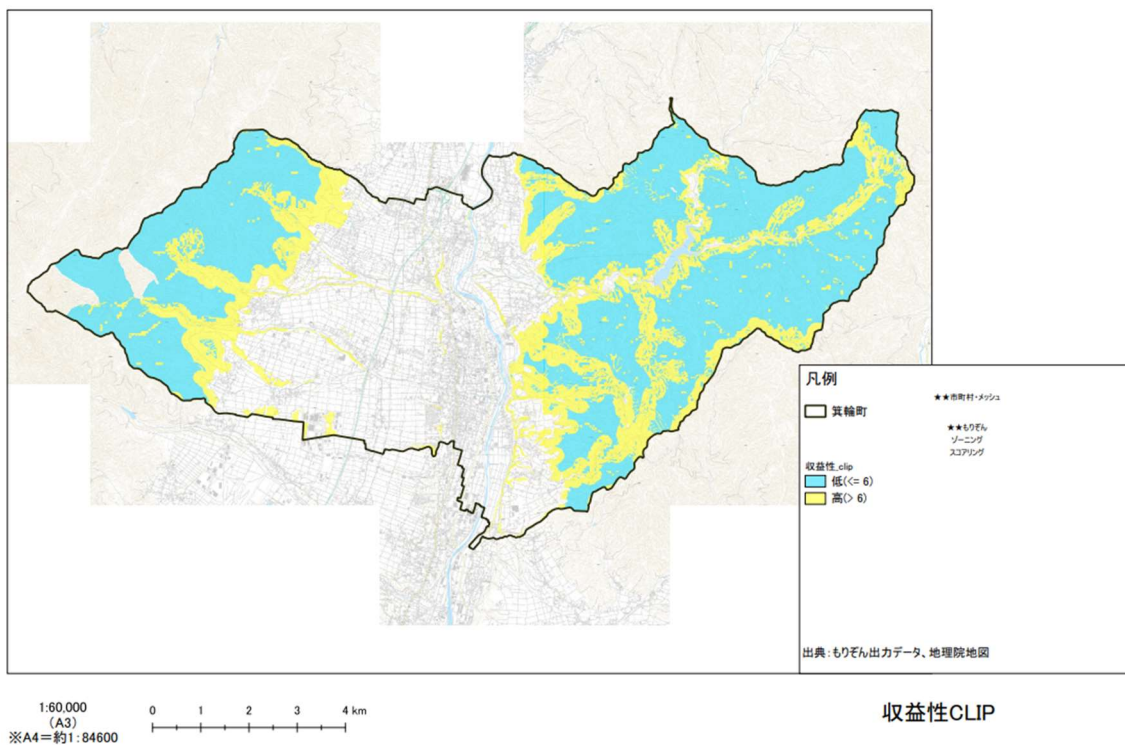 凡例
箕輪町
収益性_clip
低(<= 6)
高(> 6)
★★市町村・メッシュ
★★もりぞん
ゾーニング
スコアリング
出典:もりぞん出力データ、地理院地図
1:60,000
(A3)
※A4=約1:84600
0 1 2 3 4 km
収益性CLIP